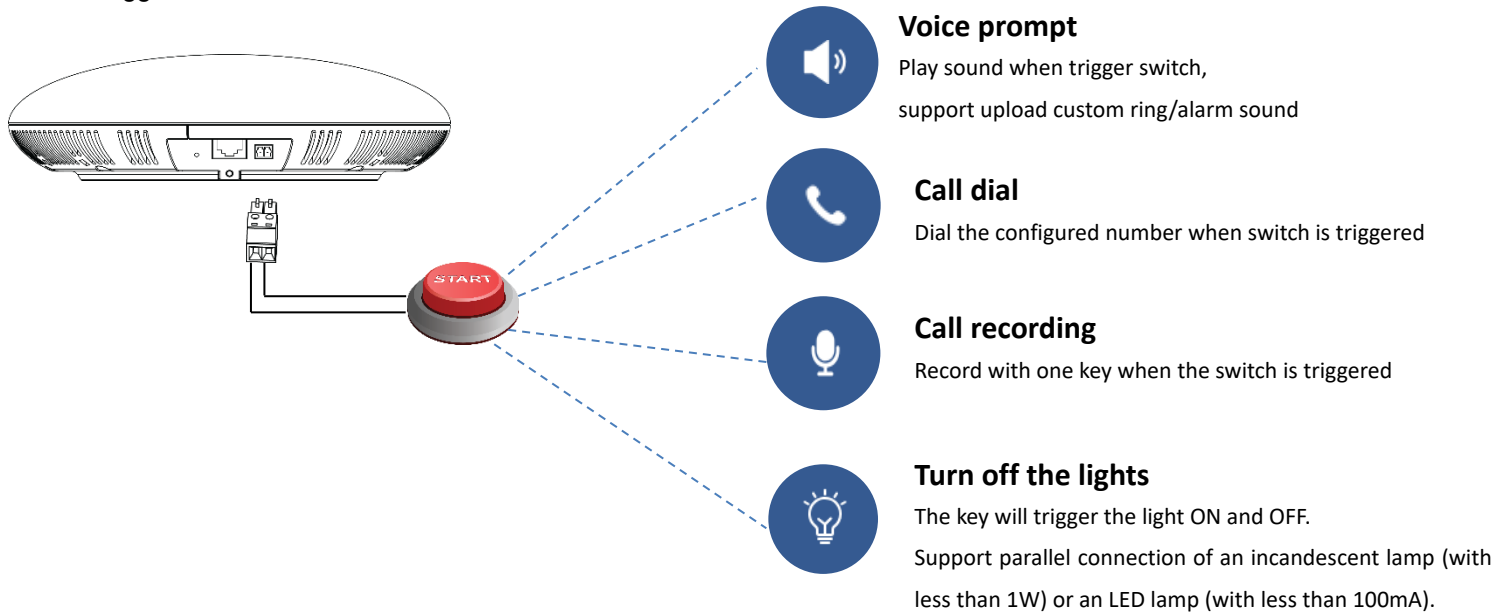 START
Voice prompt
Play sound when trigger switch,
support upload custom ring/alarm sound
Call dial
Dial the configured number when switch is triggered
Call recording
Record with one key when the switch is triggered
Turn off the lights
The key will trigger the light ON and OFF.
Support parallel connection of an incandescent lamp (with
less than 1W) or an LED lamp (with less than 100mA).